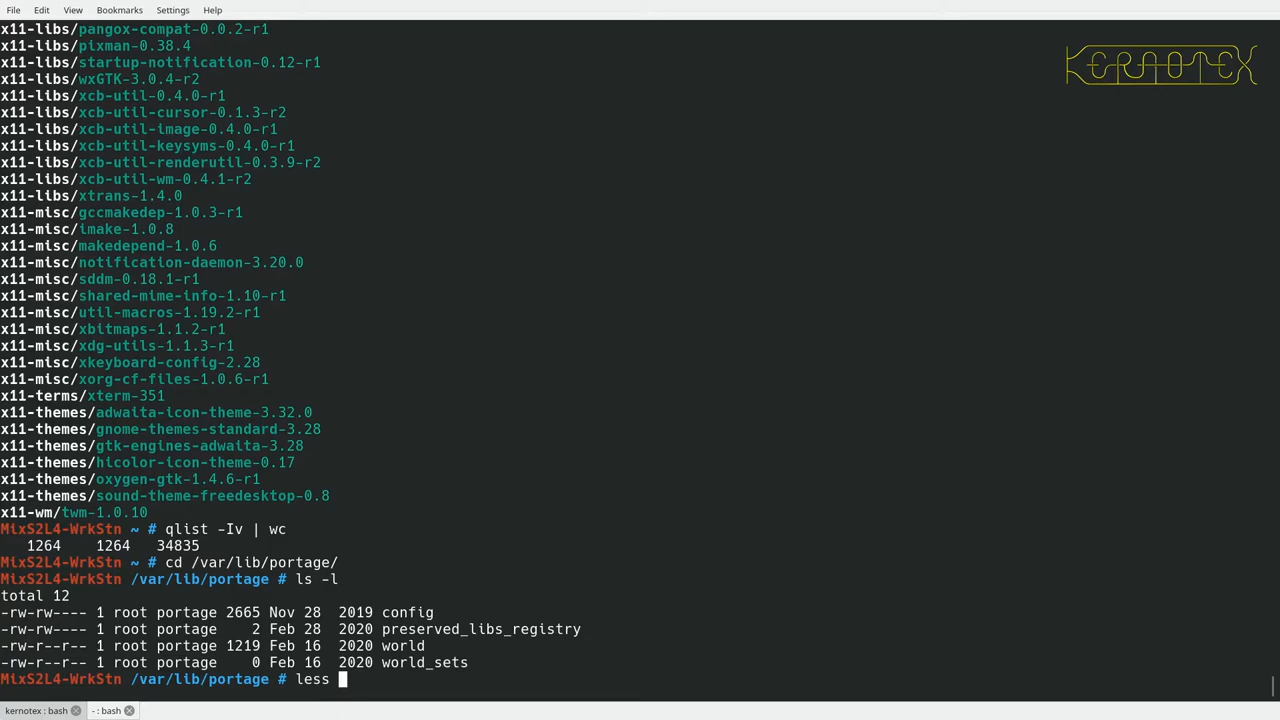 File Edit View Bookmarks Settings Help
x11-libs/pangox-compat-0.0.2-r1
x11-libs/pixman-0.38.4
x11-libs/startup-notification-0.12-r1
x11-libs/wxGTK-3.0.4-r2
x11-libs/xcb-util-0.4.0-r1
x11-libs/xcb-util-cursor-0.1.3-r2
x11-libs/xcb-util-image-0.4.0-r1
x11-libs/xcb-util-keysyms-0.4.0-r1
x11-libs/xcb-util-renderutil-0.3.9-r2
x11-libs/xcb-util-wm-0.4.1-r2
x11-libs/xtrans-1.4.0
x11-misc/gccmakedep-1.0.3-r1
x11-misc/imake-1.0.8
x11-misc/makedepend-1.0.6
x11-misc/notification-daemon-3.20.0
x11-misc/sddm-0.18.1-r1
x11-misc/shared-mime-info-1.10-r1
x11-misc/util-macros-1.19.2-r1
x11-misc/xbitmaps-1.1.2-r1
x11-misc/xdg-utils-1.1.3-r1
x11-misc/xkeyboard-config-2.28
x11-misc/xorg-cf-files-1.0.6-r1
x11-terms/xterm-351
x11-themes/adwaita-icon-theme-3.32.0
x11-themes/gnome-themes-standard-3.28
x11-themes/gtk-engines-adwaita-3.28
x11-themes/hicolor-icon-theme-0.17
x11-themes/oxygen-gtk-1.4.6-r1
x11-themes/sound-theme-freedesktop-0.8
x11-wm/twm-1.0.10
MixS2L4-WrkStn ~ # qlist -Iv | wc
   1264    1264   34835
MixS2L4-WrkStn ~ # cd /var/lib/portage/
MixS2L4-WrkStn /var/lib/portage # ls -l
total 12
-rw-rw---- 1 root portage 2665 Nov 28  2019 config
-rw-rw---- 1 root portage    2 Feb 28  2020 preserved_libs_registry
-rw-r--r-- 1 root portage 1219 Feb 16  2020 world
-rw-r--r-- 1 root portage    0 Feb 16  2020 world_sets
MixS2L4-WrkStn /var/lib/portage # less
KERNOTEX
kernotex : bash - : bash